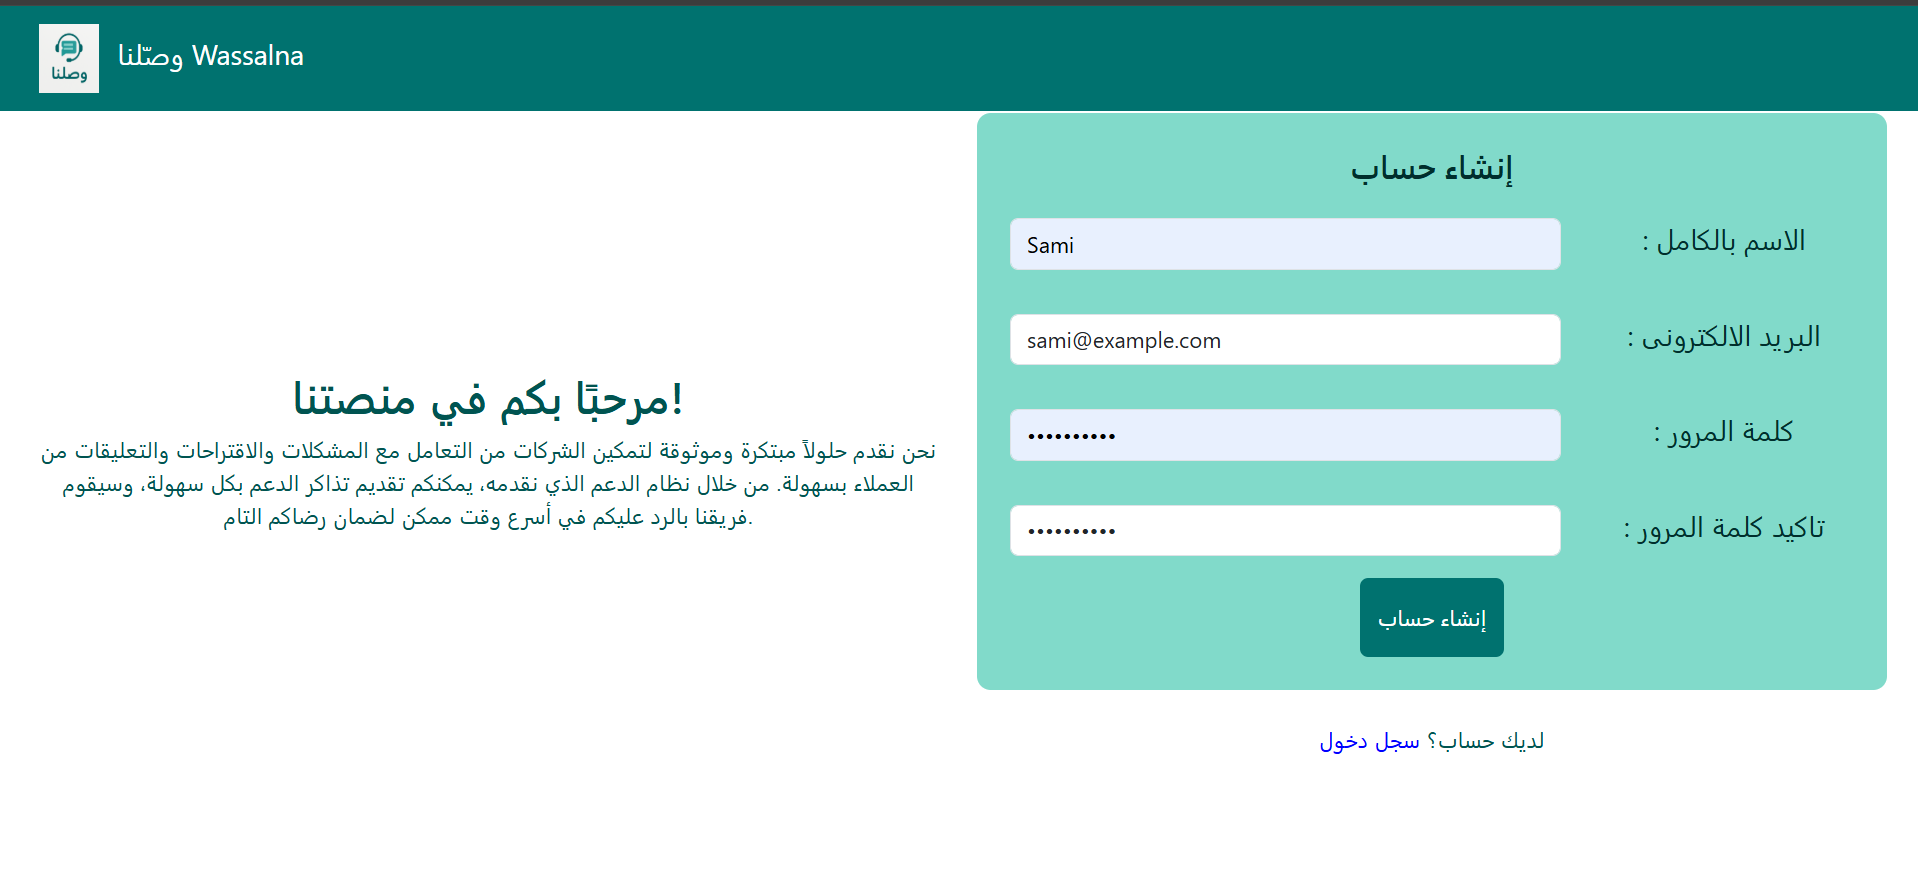 وصلنا
وصّلنا Wassalna
إنشاء حساب
الاسم بالكامل :
Sami
البريد الالكترونى :
sami@example.com
كلمة المرور :
••••••••••
تاكيد كلمة المرور :
••••••••••
إنشاء حساب
لديك حساب؟ سجل دخول
مرحبًا بكم في منصتنا!
نحن نقدم حلولاً مبتكرة وموثوقة لتمكين الشركات من التعامل مع المشكلات والاقتراحات والتعليقات من
العملاء بسهولة. من خلال نظام الدعم الذي نقدمه، يمكنكم تقديم تذاكر الدعم بكل سهولة، وسيقوم
فريقنا بالرد عليكم في أسرع وقت ممكن لضمان رضاكم التام.